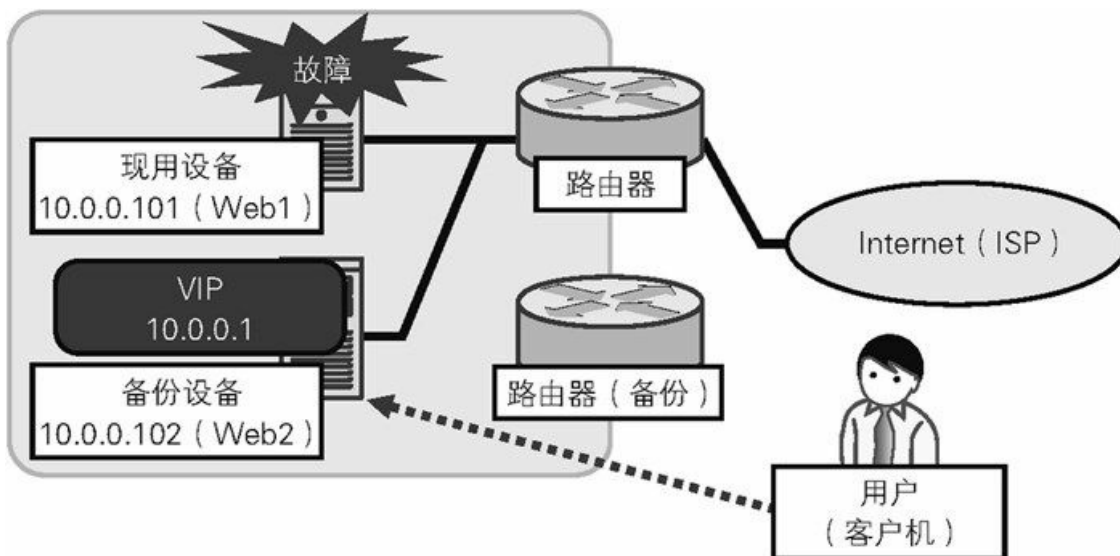 故障
现用设备
10.0.0.101（Web1）
VIP
10.0.0.1
备份设备
10.0.0.102（Web2）
路由器
路由器（备份）
Internet（ISP）
用户
（客户机）